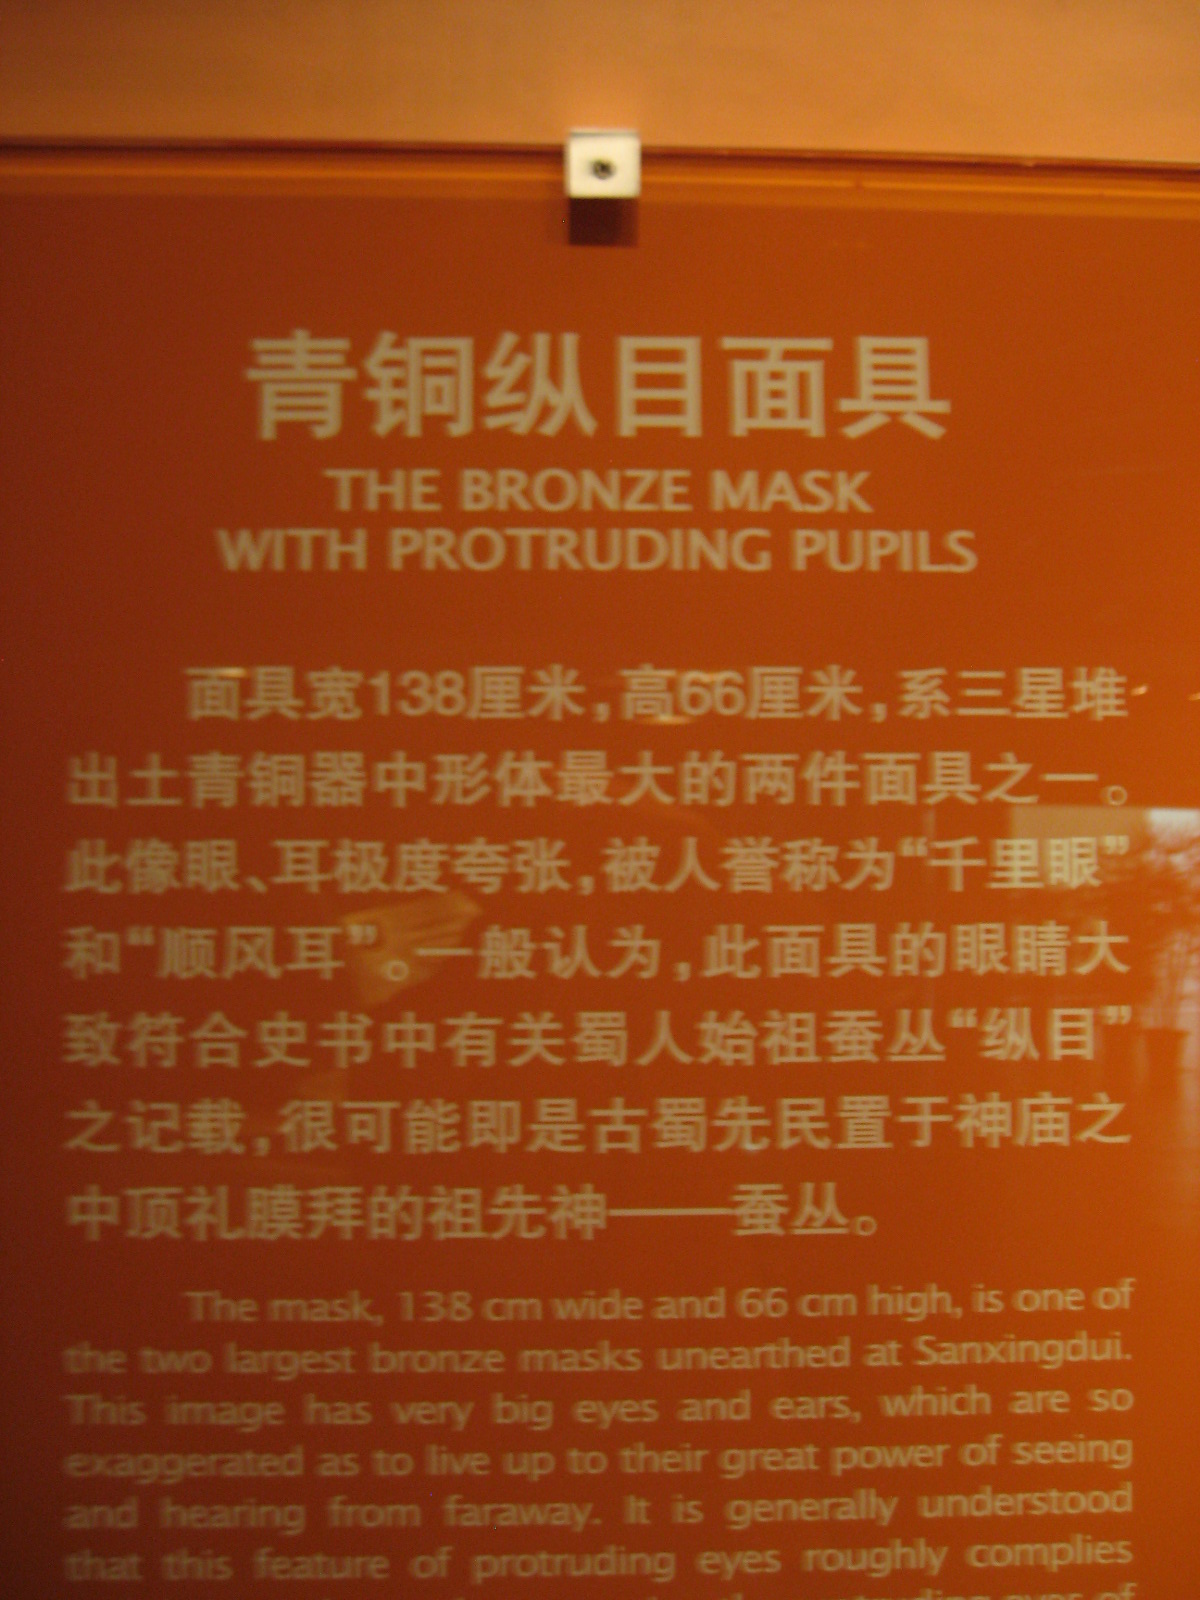 青铜纵目面具
THE BRONZE MASK
WITH PROTRUDING PUPILS
面具宽138厘米,高66厘米,系三星堆
出土青铜器中形体最大的两件面具之一。
此像眼、耳极度夸张,被人誉称为“千里眼”
和“顺风耳”。一般认为,此面具的眼睛大
致符合史书中有关蜀人始祖蚕丛“纵目”
之记载,很可能即是古蜀先民置于神庙之
中顶礼膜拜的祖先神——蚕丛。
The mask, 138 cm wide and 66 cm high, is one of
the two largest bronze masks unearthed at Sanxingdui.
This image has very big eyes and ears, which are so
exaggerated as to live up to their great power of seeing
and hearing from faraway. It is generally understood
that this feature of protruding eyes roughly complies
eyes of